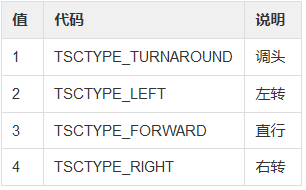 值 代码 说明
1 TSCTYPE_TURNAROUND 调头
2 TSCTYPE_LEFT 左转
3 TSCTYPE_FORWARD 直行
4 TSCTYPE_RIGHT 右转